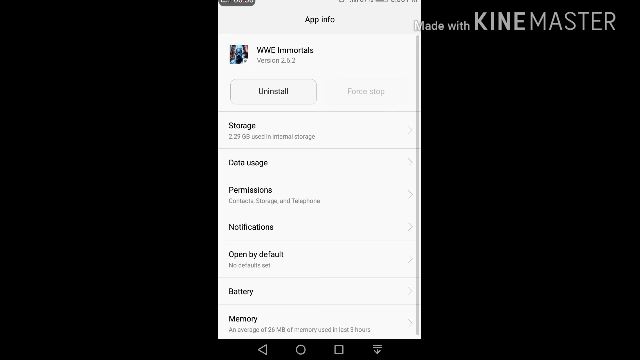 App info
Made with KINEMASTER
WWE Immortals
Version 2.6.2
Uninstall
Force stop
Storage
2.29 GB used in internal storage
Data usage
Permissions
Contacts, Storage, and Telephone
Notifications
Open by default
No defaults set
Battery
Memory
An average of 26 MB of memory used in last 3 hours